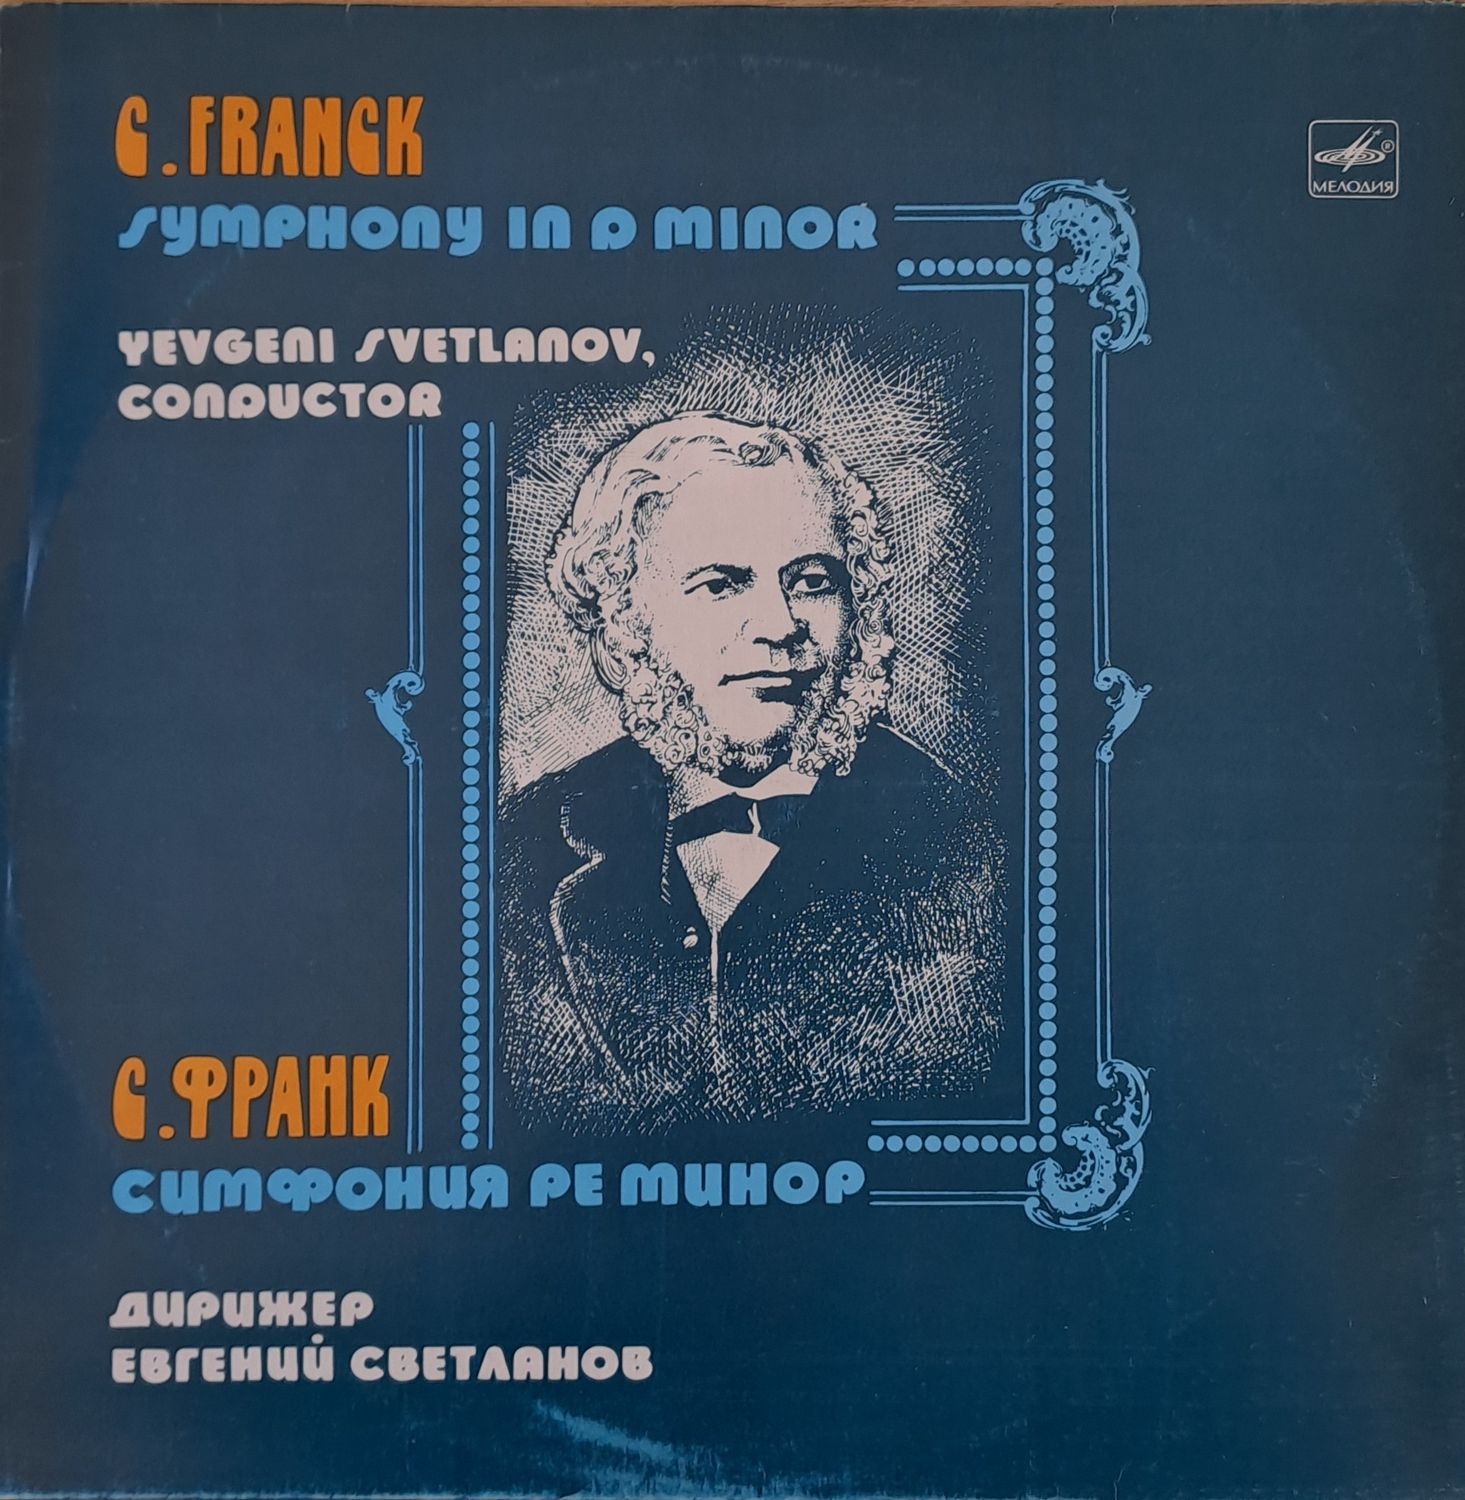 C. FRANCK
SYMPHONY IN D MINOR
YEVGENI SVETLANOV,
CONDUCTOR
®
МЕЛОДИЯ
С. ФРАНК
СИМФОНИЯ РЕ МИНОР
ДИРИЖЕР
ЕВГЕНИЙ СВЕТЛАНОВ